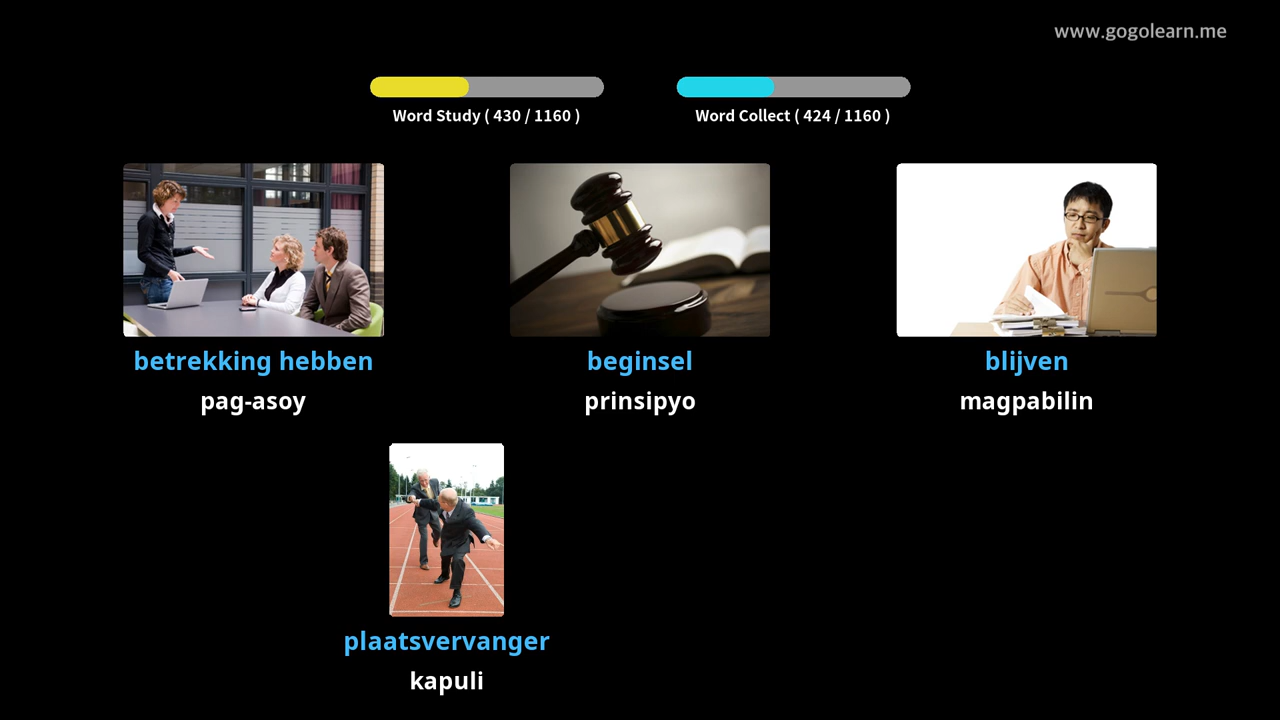 www.gogolearn.me
Word Study ( 430 / 1160 )
Word Collect ( 424 / 1160 )
betrekking hebben
pag-asoy
beginsel
prinsipyo
blijven
magpabilin
plaatsvervanger
kapuli